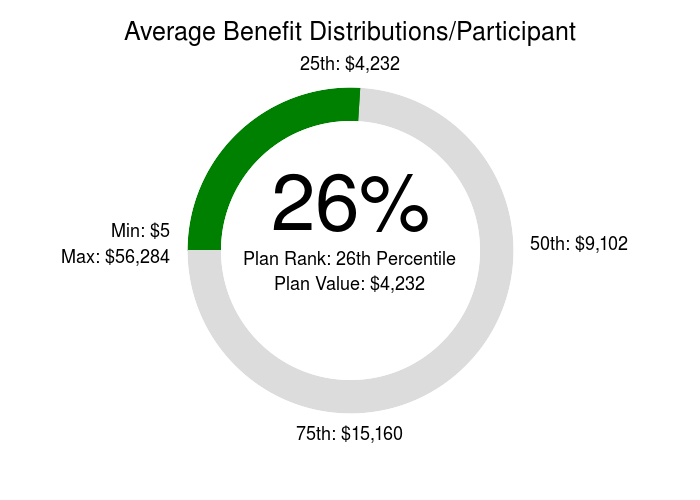 Average Benefit Distributions/Participant
25th: $4,232
26%
Min: $5
Max: $56,284
Plan Rank: 26th Percentile
Plan Value: $4,232
50th: $9,102
75th: $15,160